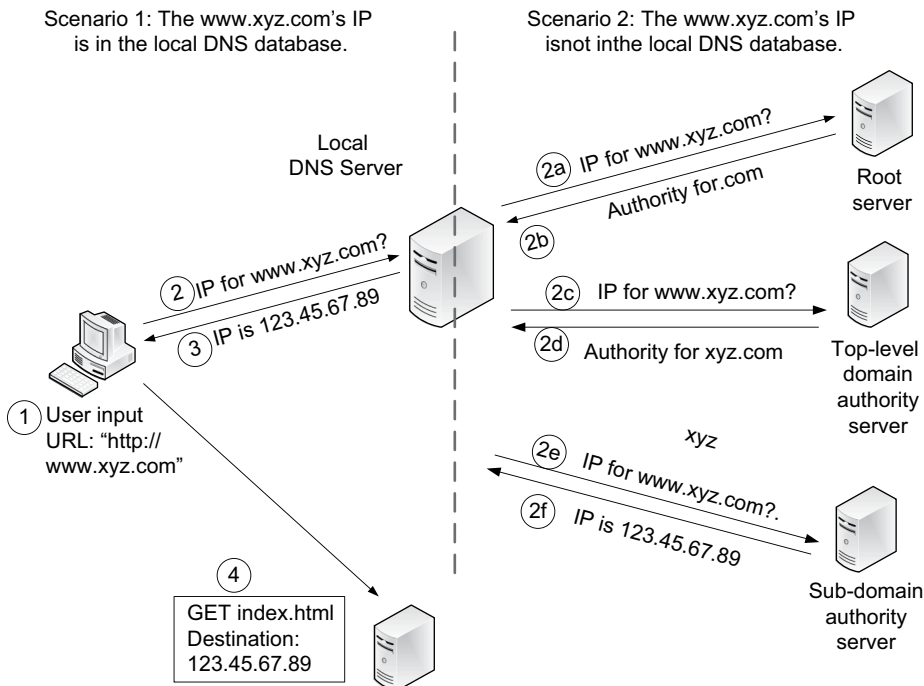 Scenario 1: The www.xyz.com's IP
is in the local DNS database.
Scenario 2: The www.xyz.com's IP
isnot inthe local DNS database.
Local
DNS Server
2a IP for www.xyz.com?
Authority for.com
2b
Root
server
2 IP for www.xyz.com?
3 IP is 123.45.67.89
2c IP for www.xyz.com?
2d Authority for xyz.com
Top-level
domain
authority
server
1 User input
URL: “http://
www.xyz.com”
xyz
2e IP for www.xyz.com?.
2f IP is 123.45.67.89
Sub-domain
authority
server
4
GET index.html
Destination:
123.45.67.89